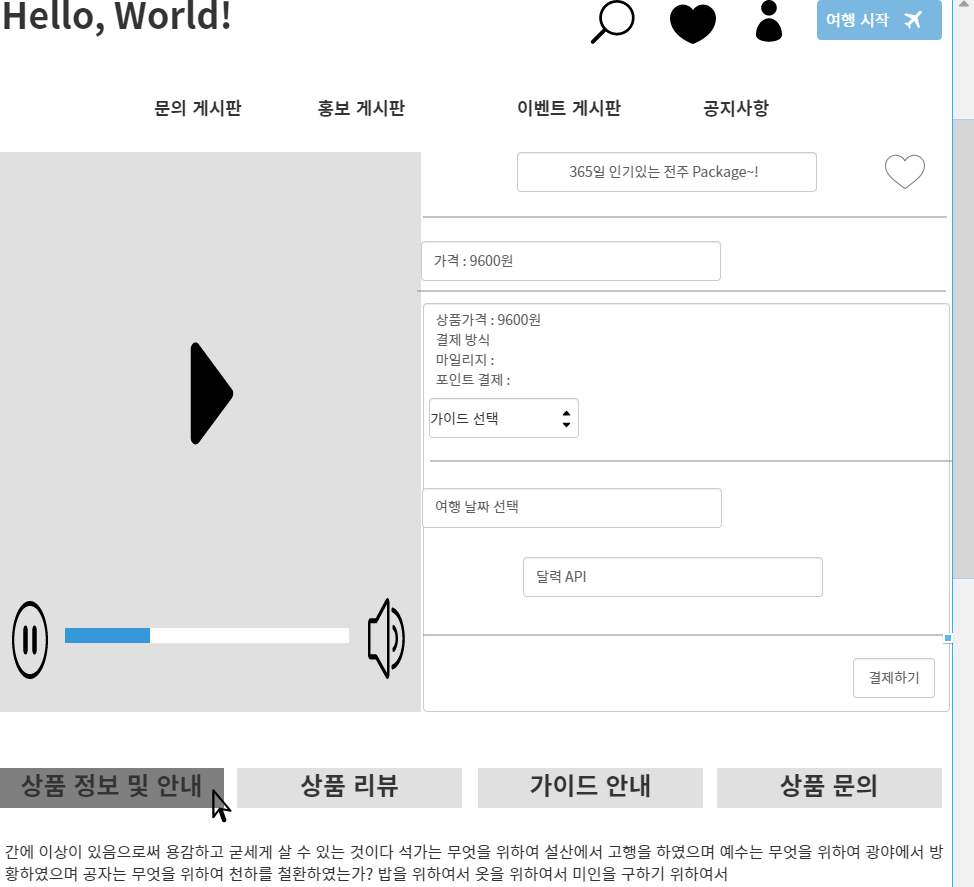 Hello, World!
여행 시작
문의 게시판
홍보 게시판
이벤트 게시판
공지사항
365일 인기있는 전주 Package~!
가격 : 9600원
상품가격 : 9600원
결제 방식
마일리지 :
포인트 결제 :
가이드 선택
여행 날짜 선택
달력 API
결제하기
상품 정보 및 안내
상품 리뷰
가이드 안내
상품 문의
간에 이상이 있음으로써 용감하고 굳세게 살 수 있는 것이다 석가는 무엇을 위하여 설산에서 고행을 하였으며 예수는 무엇을 위하여 광야에서 방
황하였으며 공자는 무엇을 위하여 천하를 철환하였는가? 밥을 위하여서 옷을 위하여서 미인을 구하기 위하여서